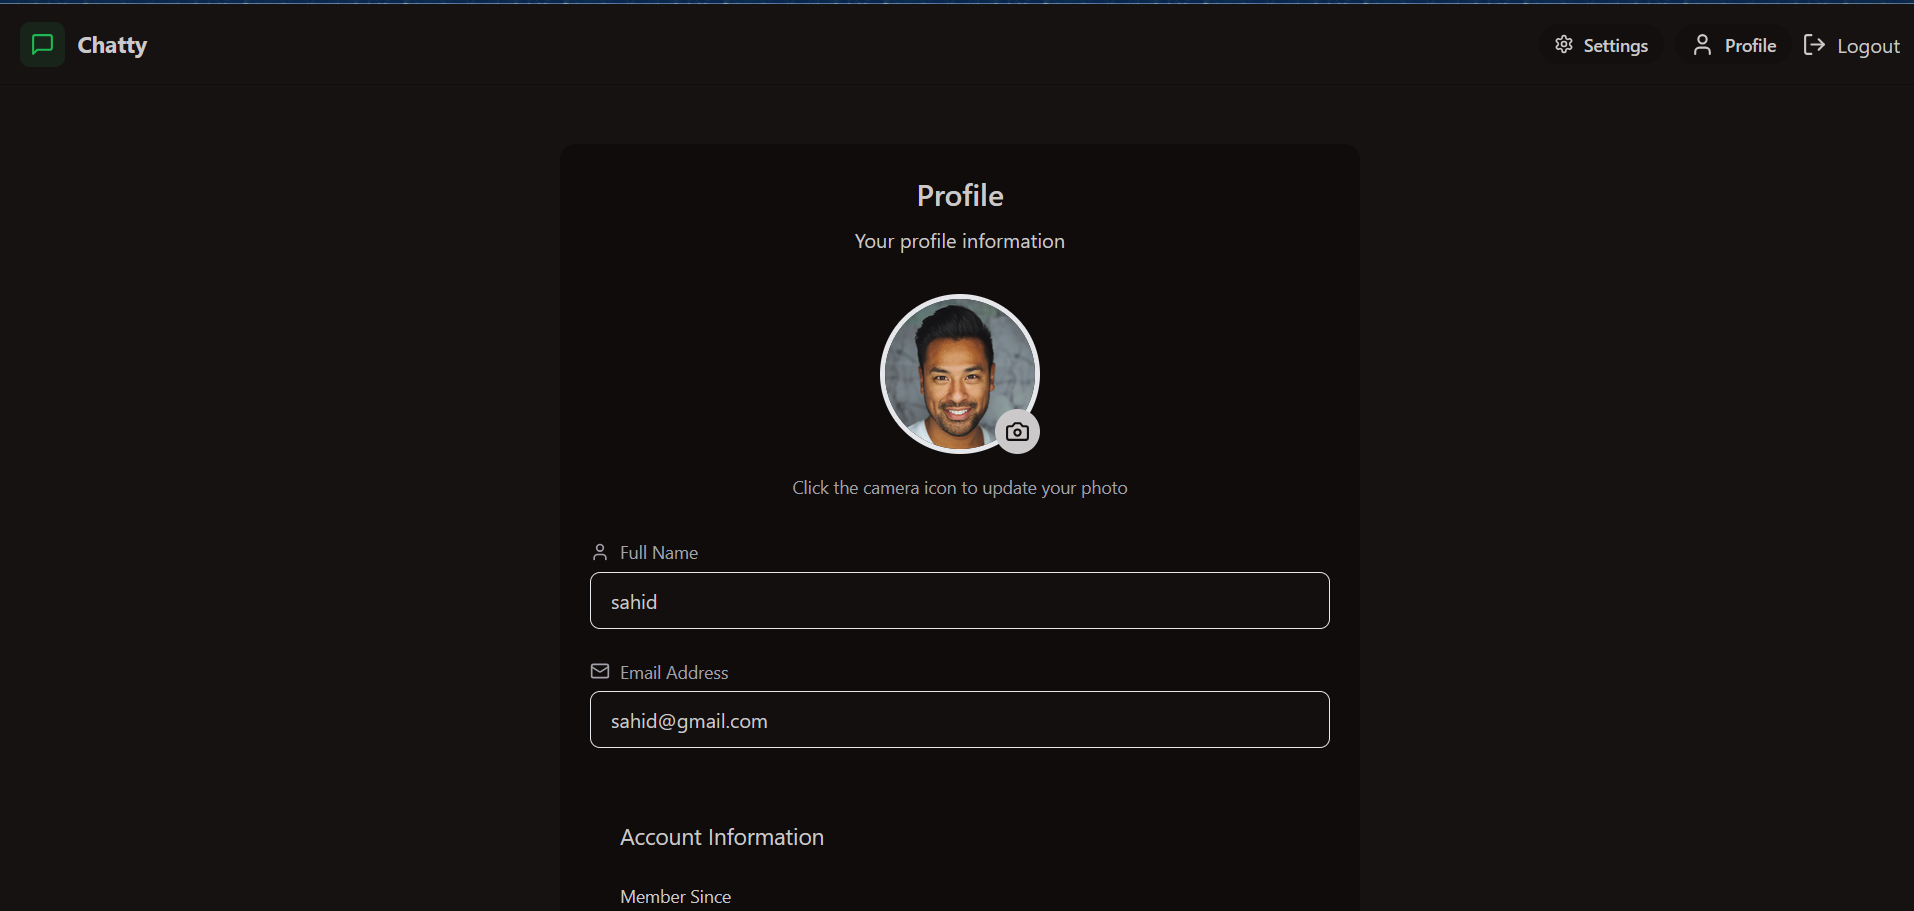 Chatty
Settings
Profile
Logout
Profile
Your profile information
Click the camera icon to update your photo
Full Name
sahid
Email Address
sahid@gmail.com
Account Information
Member Since